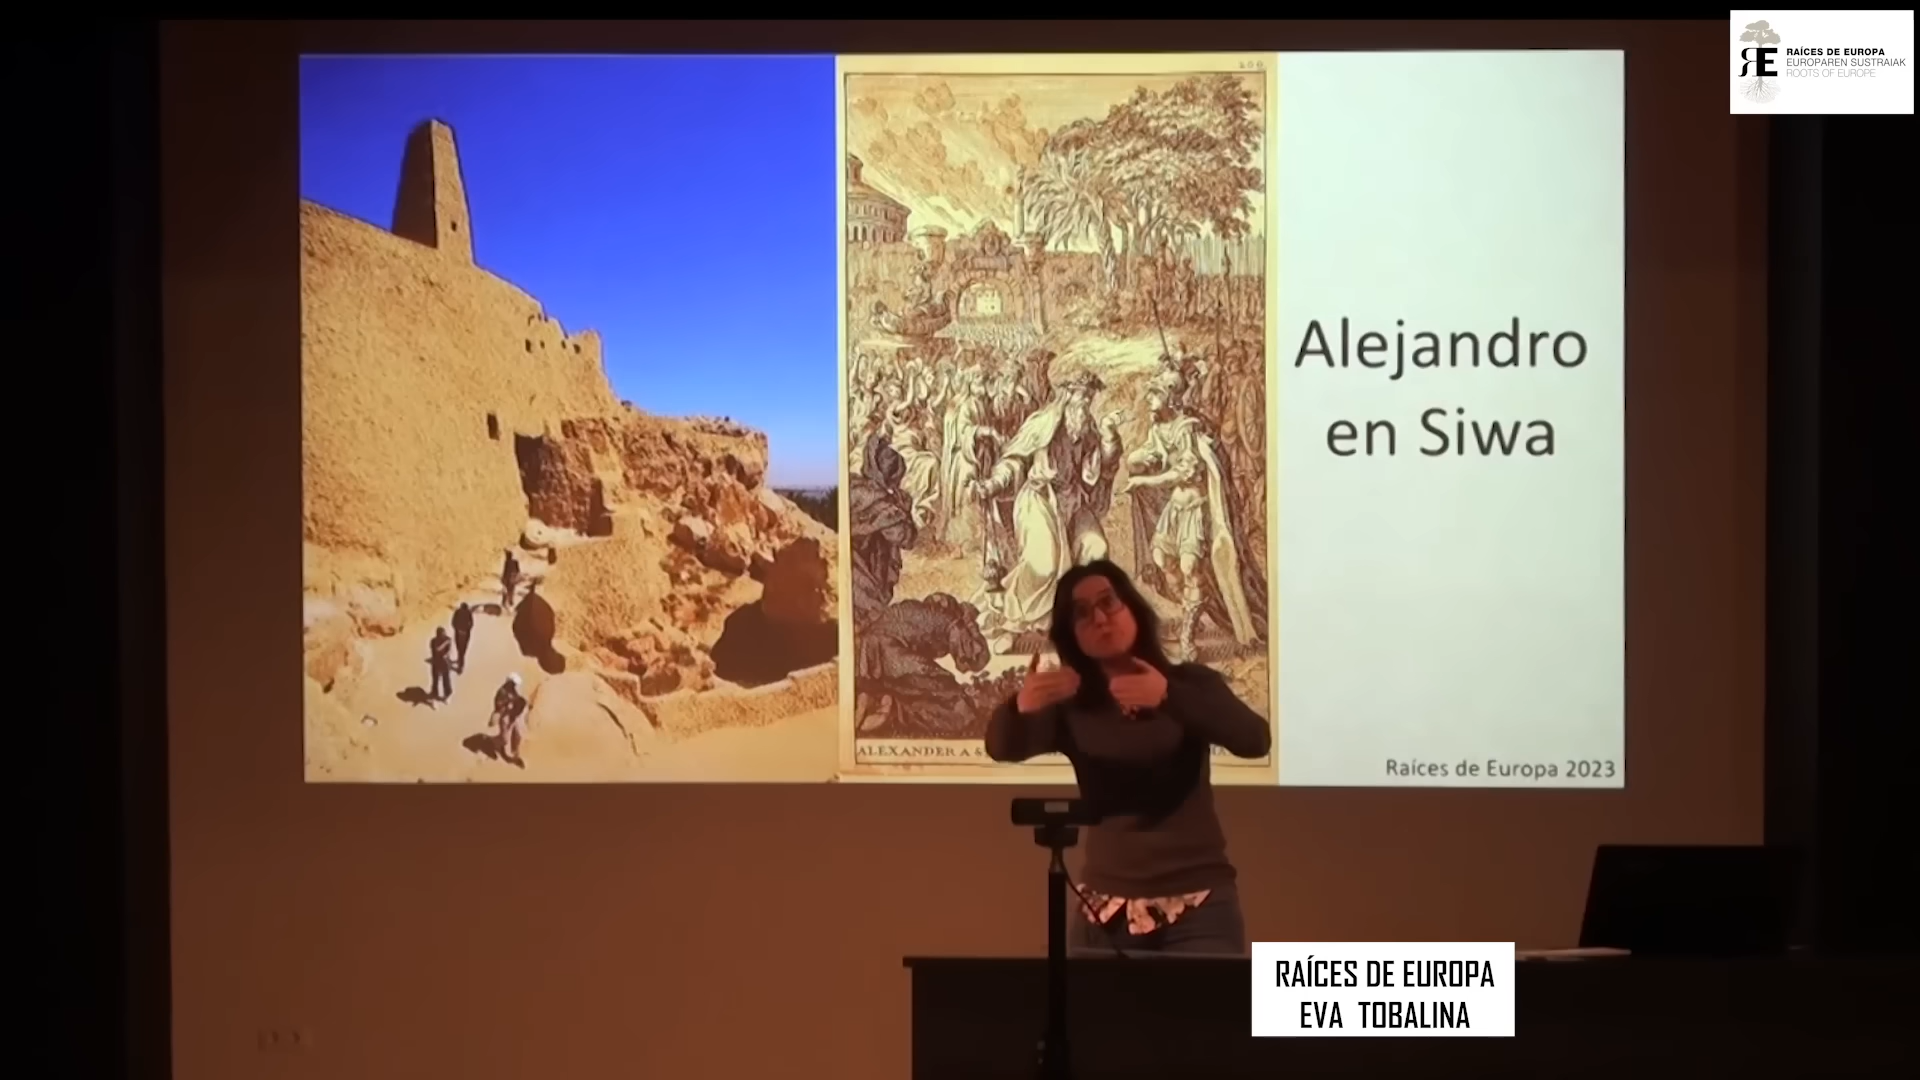 RAÍCES DE EUROPA
EUROPAREN SUSTRAIAK
ROOTS OF EUROPE
Alejandro
en Siwa
ALEXANDER A
Raíces de Europa 2023
RAÍCES DE EUROPA
EVA TOBALINA